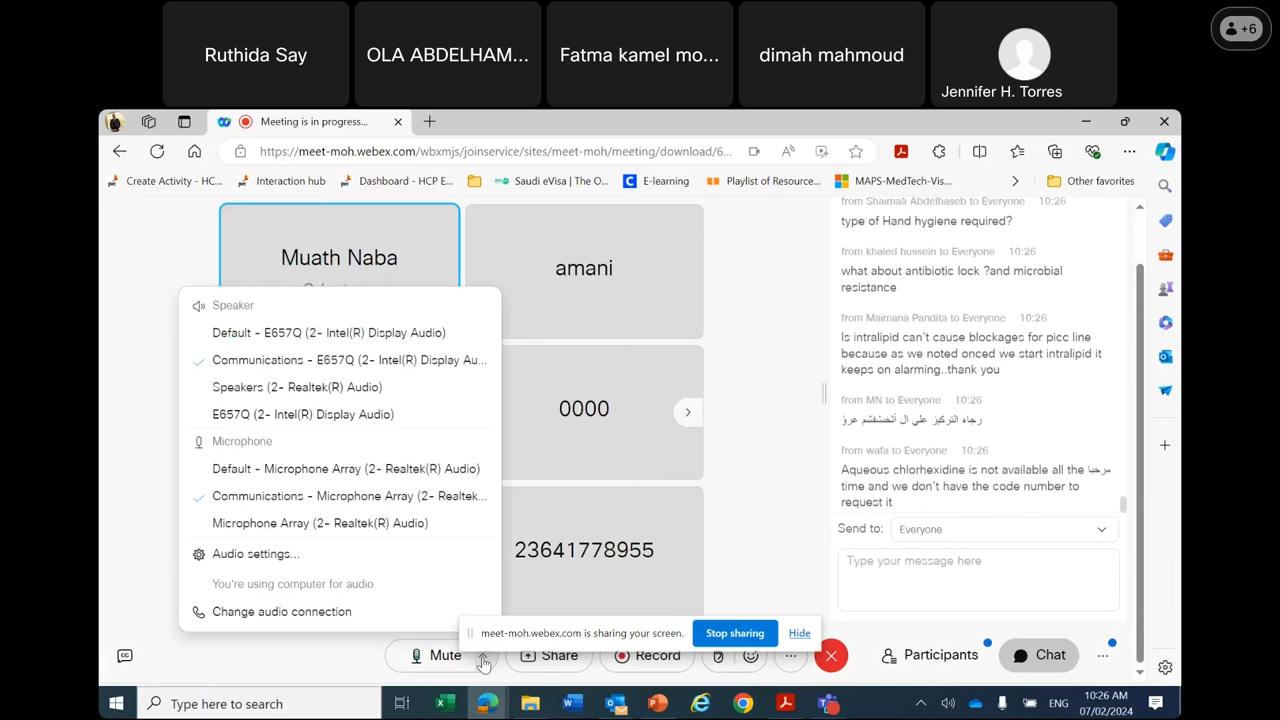 Ruthida Say
OLA ABDELHAM...
Fatma kamel mo...
dimah mahmoud
Jennifer H. Torres
+6
Meeting is in progress...
https://meet-moh.webex.com/wbxmjs/joinservice/sites/meet-moh/meeting/download/6...
Create Activity - HC...
Interaction hub
Dashboard - HCP E...
Saudi eVisa | The O...
E-learning
Playlist of Resource...
MAPS-MedTech-Vis...
Other favorites
Muath Naba
amani
0000
23641778955
Speaker
Default - E657Q (2- Intel(R) Display Audio)
Communications - E657Q (2- Intel(R) Display Au...
Speakers (2- Realtek(R) Audio)
E657Q (2- Intel(R) Display Audio)
Microphone
Default - Microphone Array (2- Realtek(R) Audio)
Communications - Microphone Array (2- Realtek...
Microphone Array (2- Realtek(R) Audio)
Audio settings...
You're using computer for audio
Change audio connection
from Shaimaa Abdelhaseb to Everyone 10:26
type of Hand hygiene required?
from khaled hussein to Everyone 10:26
what about antibiotic lock ?and microbial
resistance
from Maimana Pandita to Everyone 10:26
Is intralipid can't cause blockages for picc line
because as we noted onced we start intralipid it
keeps on alarming..thank you
from MN to Everyone 10:26
رجاء التركيز علي ال
from wafa to Everyone 10:26
Aqueous chlorhexidine is not available all the مرحبا
time and we don't have the code number to
request it
Send to: Everyone
Type your message here
meet-moh.webex.com is sharing your screen.
Stop sharing
Hide
CC
Mute
Share
Record
Participants
Chat
Type here to search
ENG
10:26 AM
07/02/2024